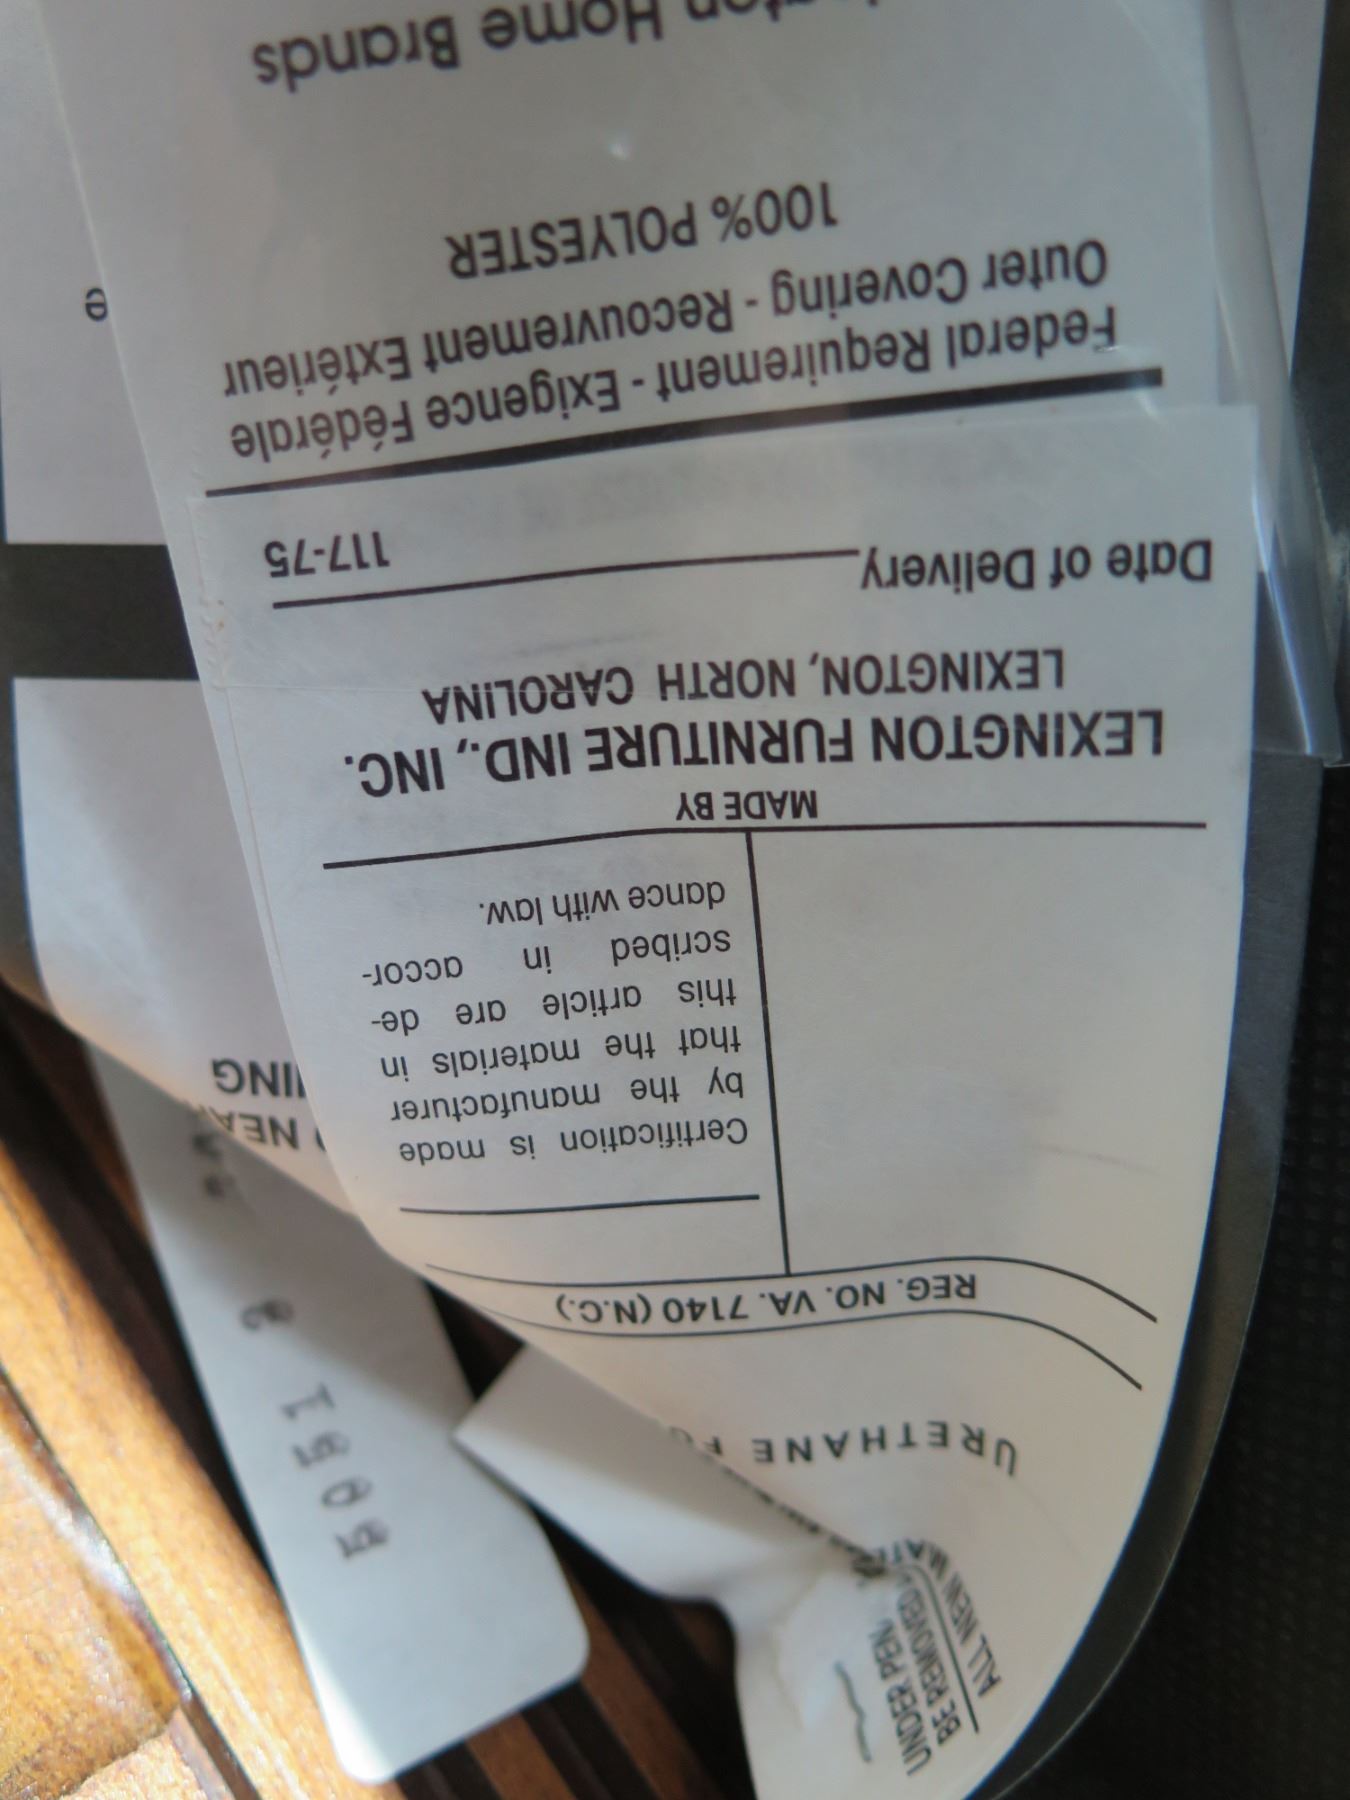 UNDER PEN-
BE REMOVED
ALL NEW
URETHANE
REG. NO. VA. 7140 (N.C.)
Certification is made
by the manufacturer
that the materials in
this article are de-
scribed in accor-
dance with law.
MADE BY
LEXINGTON FURNITURE IND., INC.
LEXINGTON, NORTH CAROLINA
Date of Delivery 117-75
Federal Requirement - Exigence Fédérale
Outer Covering - Recouvrement Extérieur
100% POLYESTER
Home Brands